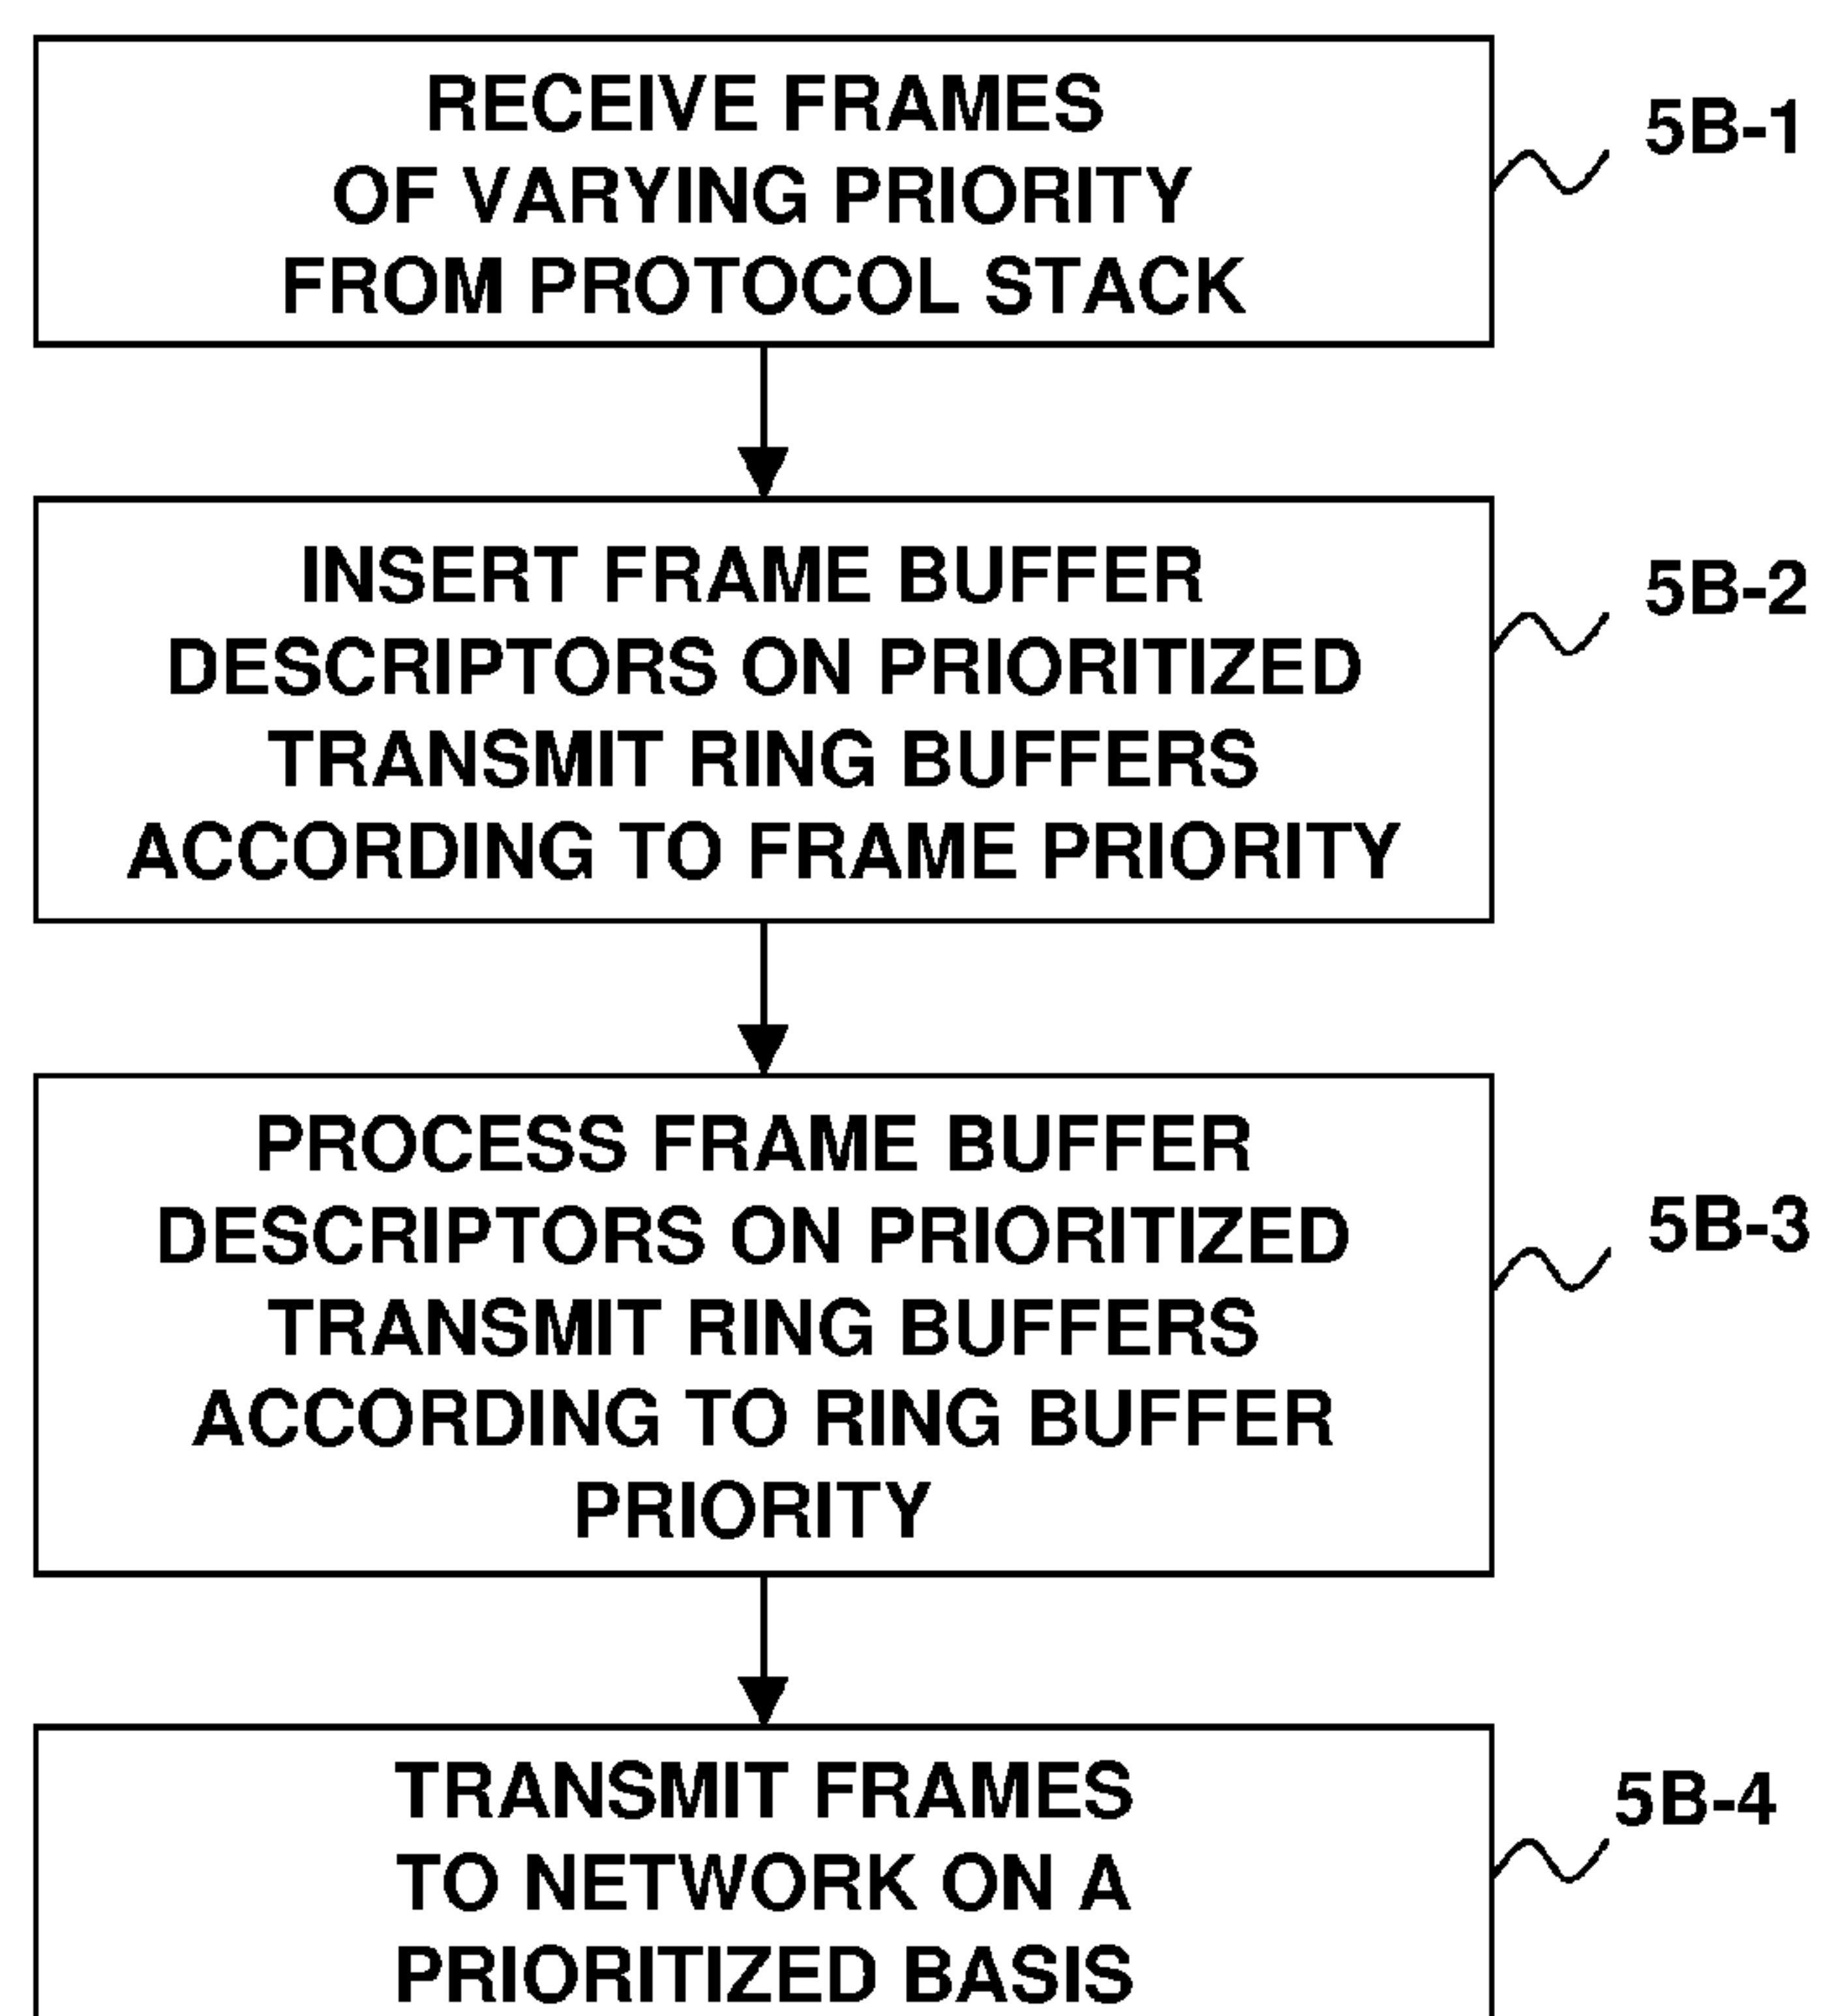 RECEIVE FRAMES
OF VARYING PRIORITY
FROM PROTOCOL STACK
5B-1
INSERT FRAME BUFFER
DESCRIPTORS ON PRIORITIZED
TRANSMIT RING BUFFERS
ACCORDING TO FRAME PRIORITY
5B-2
PROCESS FRAME BUFFER
DESCRIPTORS ON PRIORITIZED
TRANSMIT RING BUFFERS
ACCORDING TO RING BUFFER
PRIORITY
5B-3
TRANSMIT FRAMES
TO NETWORK ON A
PRIORITIZED BASIS
5B-4